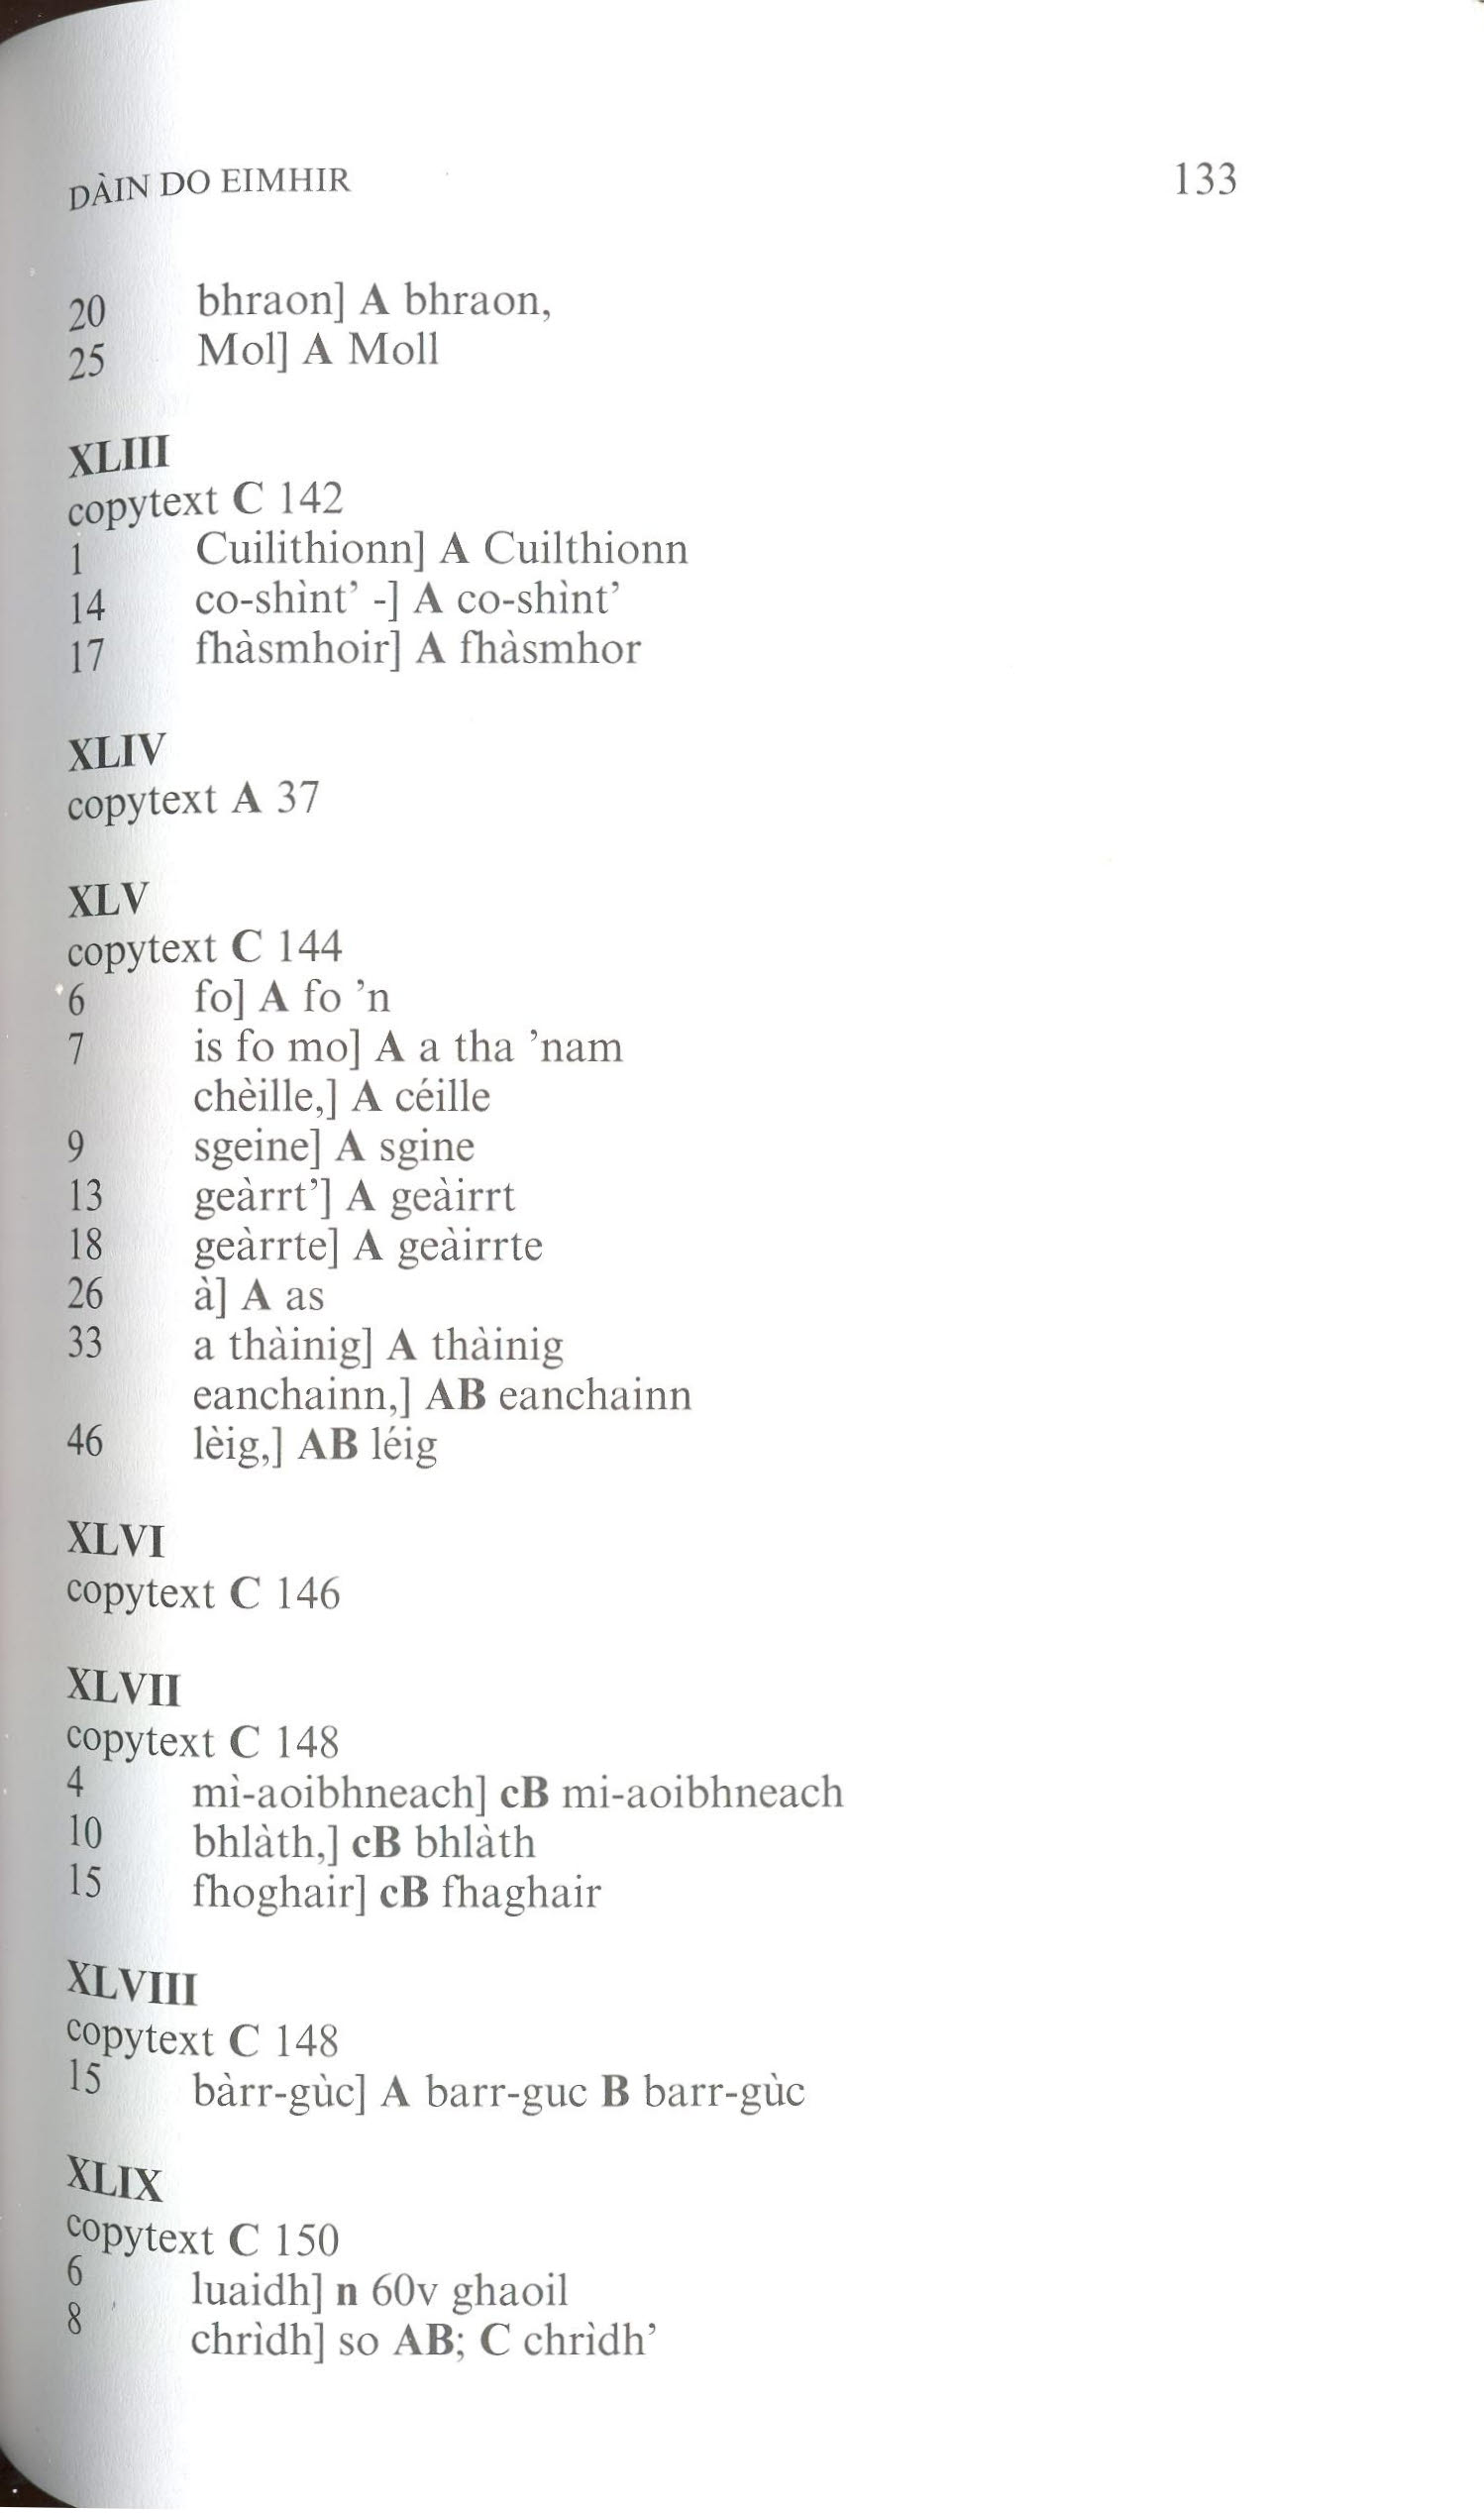 DÀIN DO EIMHIR 133
20 bhraon] A bhraon,
25 Mol] A Moll
XLIII
copytext C 142
1 Cuilithionn] A Cuilthionn
14 co-shìnt’ -] A co-shìnt’
17 fhàsmhoir] A fhàsmhor
XLIV
copytext A 37
XLV
copytext C 144
6 fo] A fo ’n
7 is fo mo] A a tha ’nam
chèille,] A céille
9 sgeine] A sgine
13 geàrrt’] A geàirrt
18 geàrrte] A geàirrte
26 à] A as
33 a thàinig] A thàinig
eanchainn,] AB eanchainn
46 lèig,] AB léig
XLVI
copytext C 146
XLVII
copytext C 148
4 mì-aoibhneach] cB mi-aoibhneach
10 bhlàth,] cB bhlàth
15 fhoghair] cB fhaghair
XLVIII
copytext C 148
15 bàrr-gùc] A barr-guc B barr-gùc
XLIX
copytext C 150
6 luaidh] n 60v ghaoil
8 chrìdh] so AB; C chrìdh’